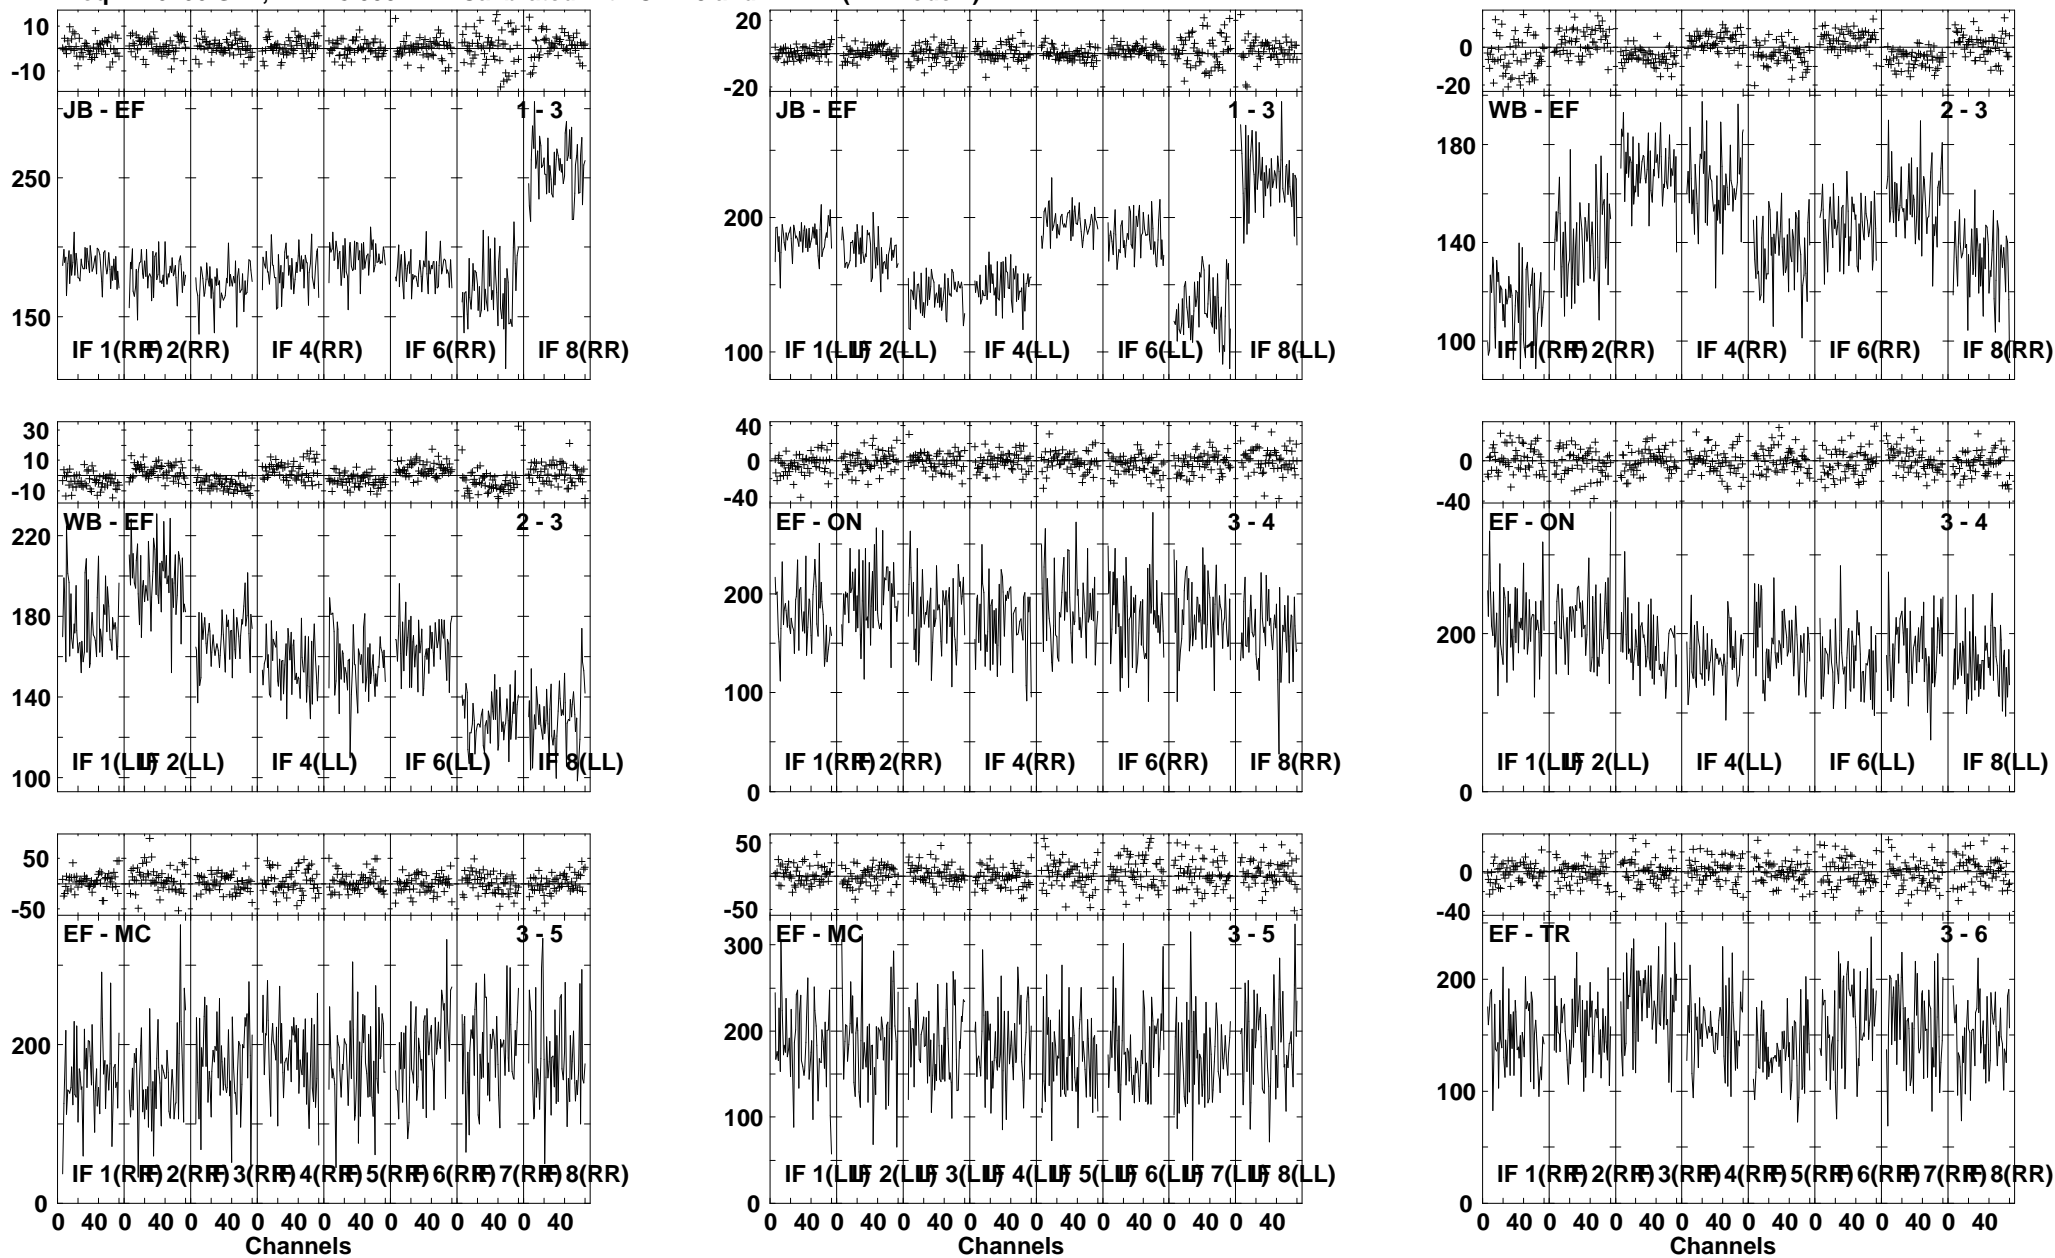 10
-10
JB - EF 1 - 3
250
150
IF 1(RR) IF 2(RR) IF 4(RR) IF 6(RR) IF 8(RR)
20
0
-20
JB - EF 1 - 3
200
100
IF 1(LL) IF 2(LL) IF 4(LL) IF 6(LL) IF 8(LL)
0
-20
WB - EF 2 - 3
180
140
100
IF 1(RR) IF 2(RR) IF 4(RR) IF 6(RR) IF 8(RR)
30
10
-10
WB - EF 2 - 3
220
180
140
100
IF 1(LL) IF 2(LL) IF 4(LL) IF 6(LL) IF 8(LL)
40
0
-40
EF - ON 3 - 4
200
100
0
IF 1(RR) IF 2(RR) IF 4(RR) IF 6(RR) IF 8(RR)
40
0
-40
EF - ON 3 - 4
200
0
IF 1(LL) IF 2(LL) IF 4(LL) IF 6(LL) IF 8(LL)
50
-50
EF - MC 3 - 5
200
0
IF 1(RR) IF 2(RR) IF 3(RR) IF 4(RR) IF 5(RR) IF 6(RR) IF 7(RR) IF 8(RR)
0 40 0 40 0 40 0 40 0 40 0 40 0 40 0 40
Channels
50
-50
EF - MC 3 - 5
300
200
100
0
IF 1(LL) IF 2(LL) IF 3(LL) IF 4(LL) IF 5(LL) IF 6(LL) IF 7(LL) IF 8(LL)
0 40 0 40 0 40 0 40 0 40 0 40 0 40 0 40
Channels
0
-40
EF - TR 3 - 6
200
100
0
IF 1(RR) IF 2(RR) IF 3(RR) IF 4(RR) IF 5(RR) IF 6(RR) IF 7(RR) IF 8(RR)
0 40 0 40 0 40 0 40 0 40 0 40 0 40 0 40
Channels